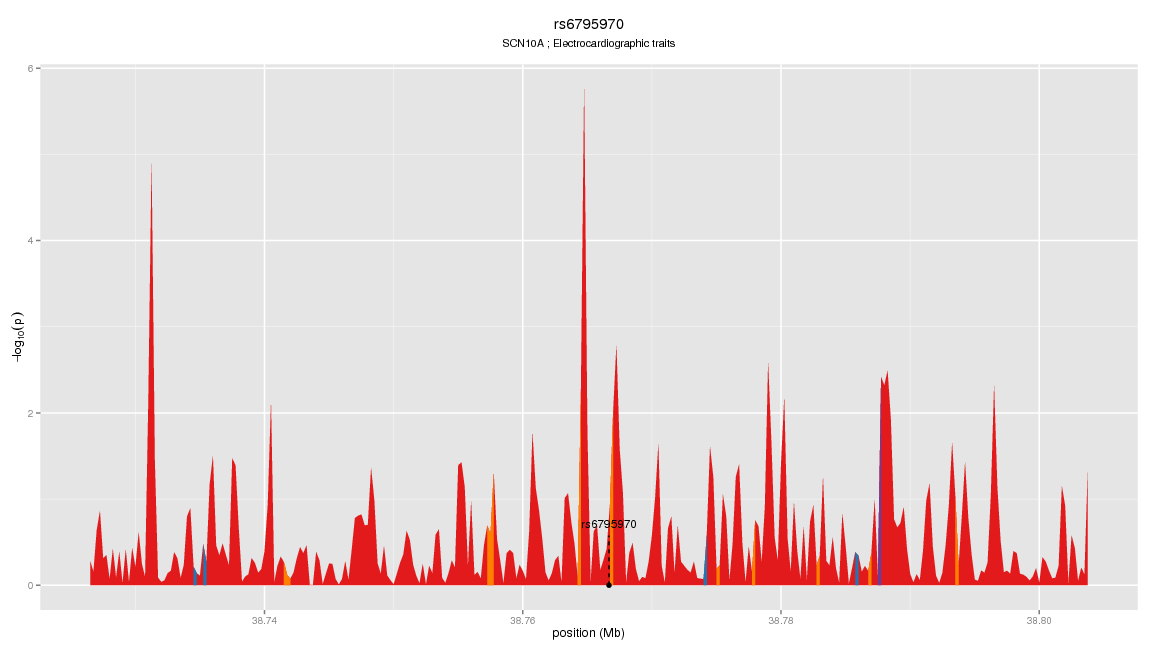 rs6795970
SCN10A ; Electrocardiographic traits
6
4
2
0
−log10(p)
rs6795970
38.74 38.76 38.78 38.80
position (Mb)